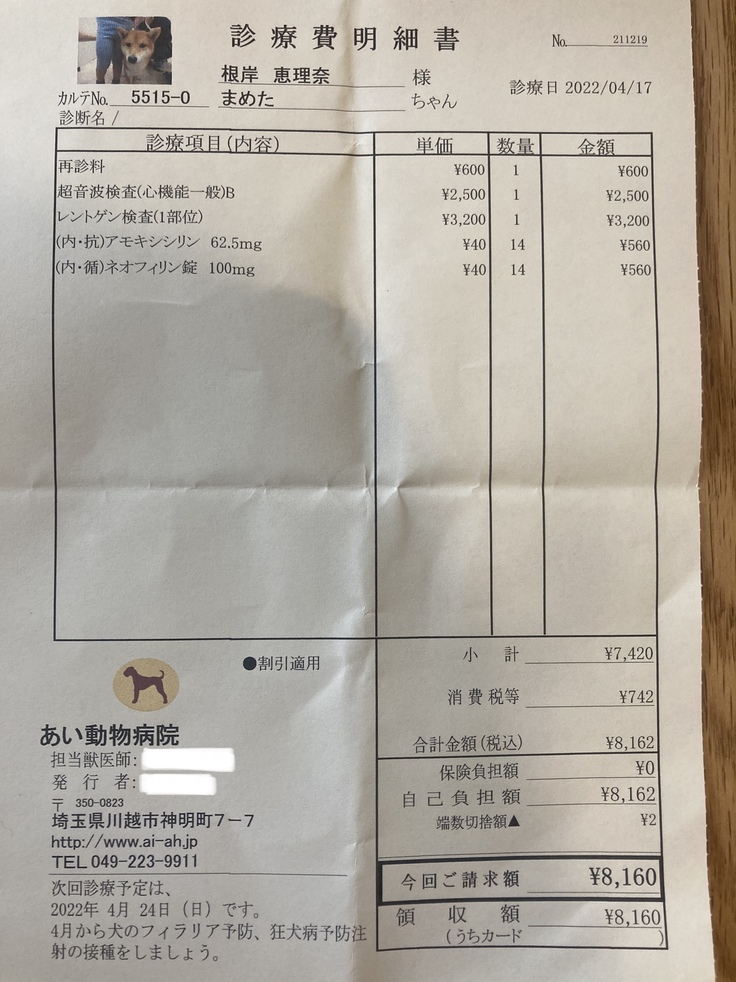 診療費明細書
No. 211219
根岸 恵理奈 様
カルテNo. 5515-0 まめた ちゃん
診療日 2022/04/17
診断名 /
診療項目(内容) 単価 数量 金額
再診料 ¥600 1 ¥600
超音波検査(心機能一般)B ¥2,500 1 ¥2,500
レントゲン検査(1部位) ¥3,200 1 ¥3,200
(内・抗)アモキシシリン 62.5mg ¥40 14 ¥560
(内・循)ネオフィリン錠 100mg ¥40 14 ¥560
●割引適用
小計 ¥7,420
消費税等 ¥742
合計金額(税込) ¥8,162
保険負担額 ¥0
自己負担額 ¥8,162
端数切捨額▲ ¥2
今回ご請求額 ¥8,160
領収額 ¥8,160
(うちカード )
あい動物病院
担当獣医師:
発行者:
〒 350-0823
埼玉県川越市神明町7-7
http://www.ai-ah.jp
TEL 049-223-9911
次回診療予定は、
2022年 4月 24日 (日) です。
4月から犬のフィラリア予防、狂犬病予防注
射の接種をしましょう。